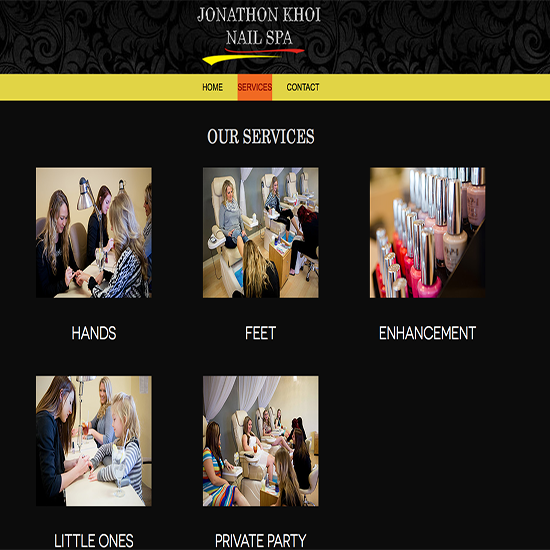 JONATHON KHOI
NAIL SPA
HOME SERVICES CONTACT
OUR SERVICES
HANDS FEET ENHANCEMENT
LITTLE ONES PRIVATE PARTY